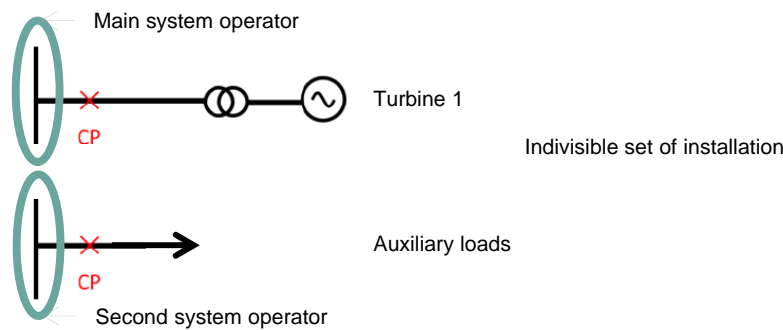 Main system operator
Turbine 1
CP
Indivisible set of installation
Auxiliary loads
CP
Second system operator